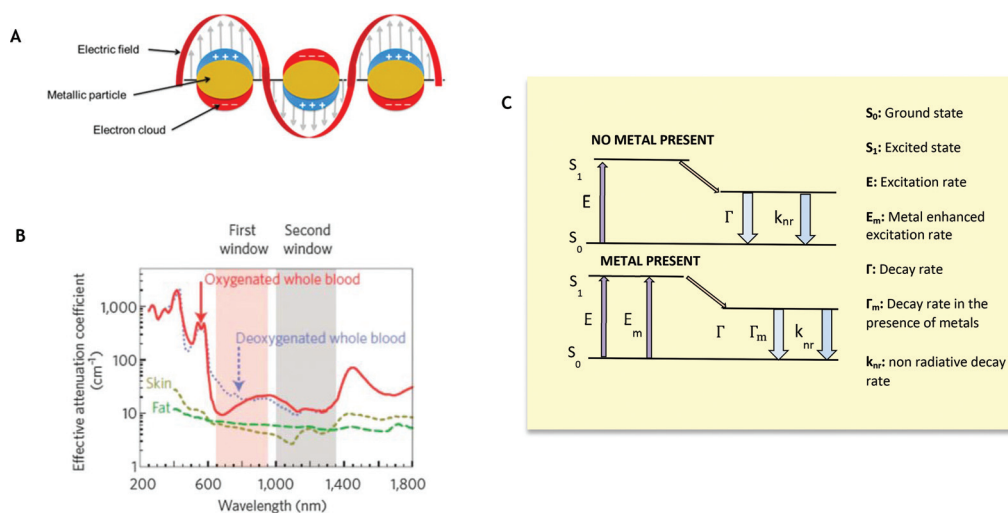 A
Electric field
Metallic particle
Electron cloud
+ + +
– – –
– – –
+ + +
+ + +
– – –
B
First
window
Second
window
Effective attenuation coefficient
(cm⁻¹)
1,000
100
10
1
Oxygenated whole blood
Deoxygenated whole blood
Skin
Fat
200
600
1,000
1,400
1,800
Wavelength (nm)
C
NO METAL PRESENT
S₁
E
Γ
kₙᵣ
S₀
METAL PRESENT
S₁
E
Eₘ
Γ
Γₘ
kₙᵣ
S₀
S₀: Ground state
S₁: Excited state
E: Excitation rate
Eₘ: Metal enhanced
excitation rate
Γ: Decay rate
Γₘ: Decay rate in the
presence of metals
kₙᵣ: non radiative decay
rate